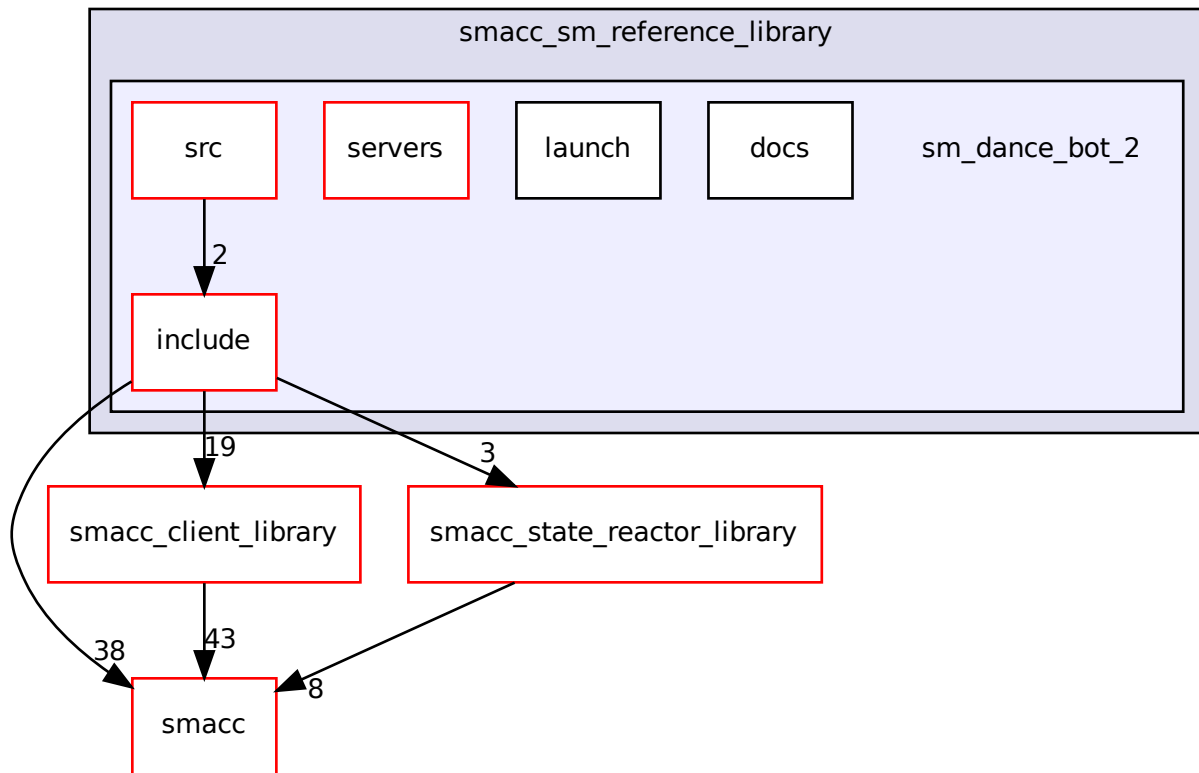 smacc_sm_reference_library
src
servers
launch
docs
sm_dance_bot_2
2
include
19
3
smacc_client_library
smacc_state_reactor_library
38
43
8
smacc